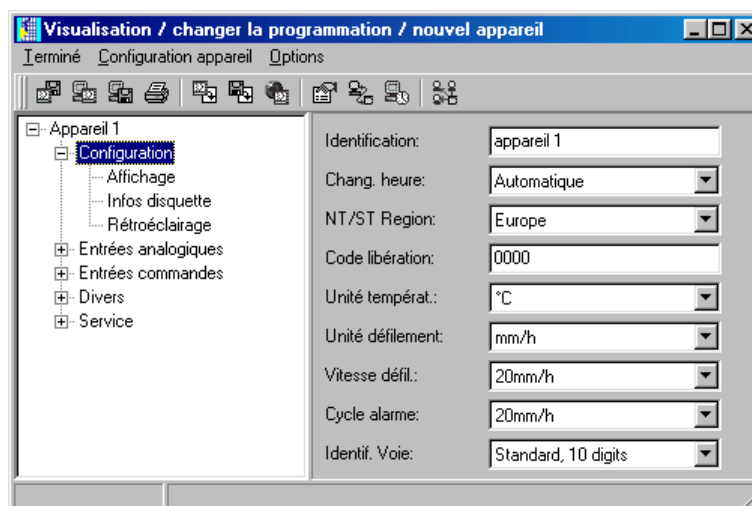 Visualisation / changer la programmation / nouvel appareil
Terminé Configuration appareil Options
Appareil 1
Configuration
Affichage
Infos disquette
Rétroéclairage
Entrées analogiques
Entrées commandes
Divers
Service
Identification: appareil 1
Chang. heure: Automatique
NT/ST Region: Europe
Code libération: 0000
Unité températ.: °C
Unité défilement: mm/h
Vitesse défil.: 20mm/h
Cycle alarme: 20mm/h
Identif. Voie: Standard, 10 digits